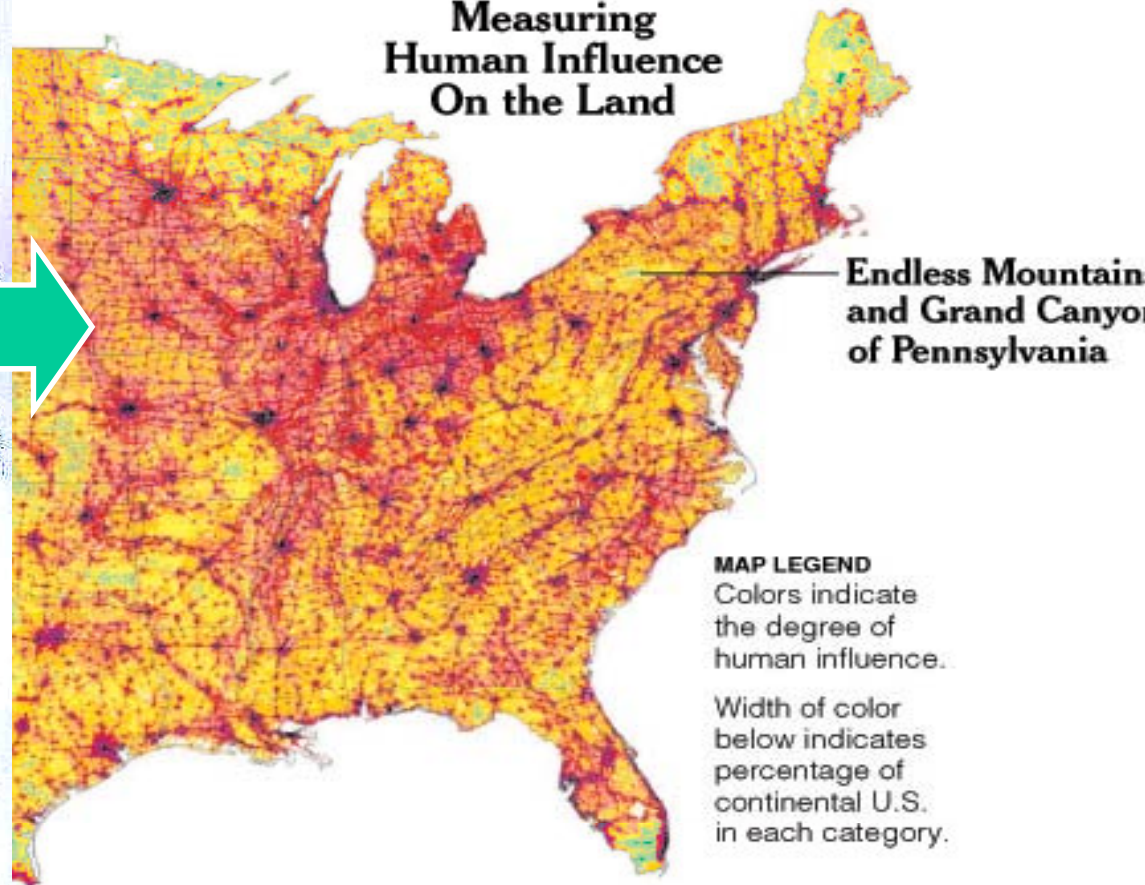 Measuring
Human Influence
On the Land
Endless Mountain
and Grand Canyon
of Pennsylvania
MAP LEGEND
Colors indicate
the degree of
human influence.
Width of color
below indicates
percentage of
continental U.S.
in each category.